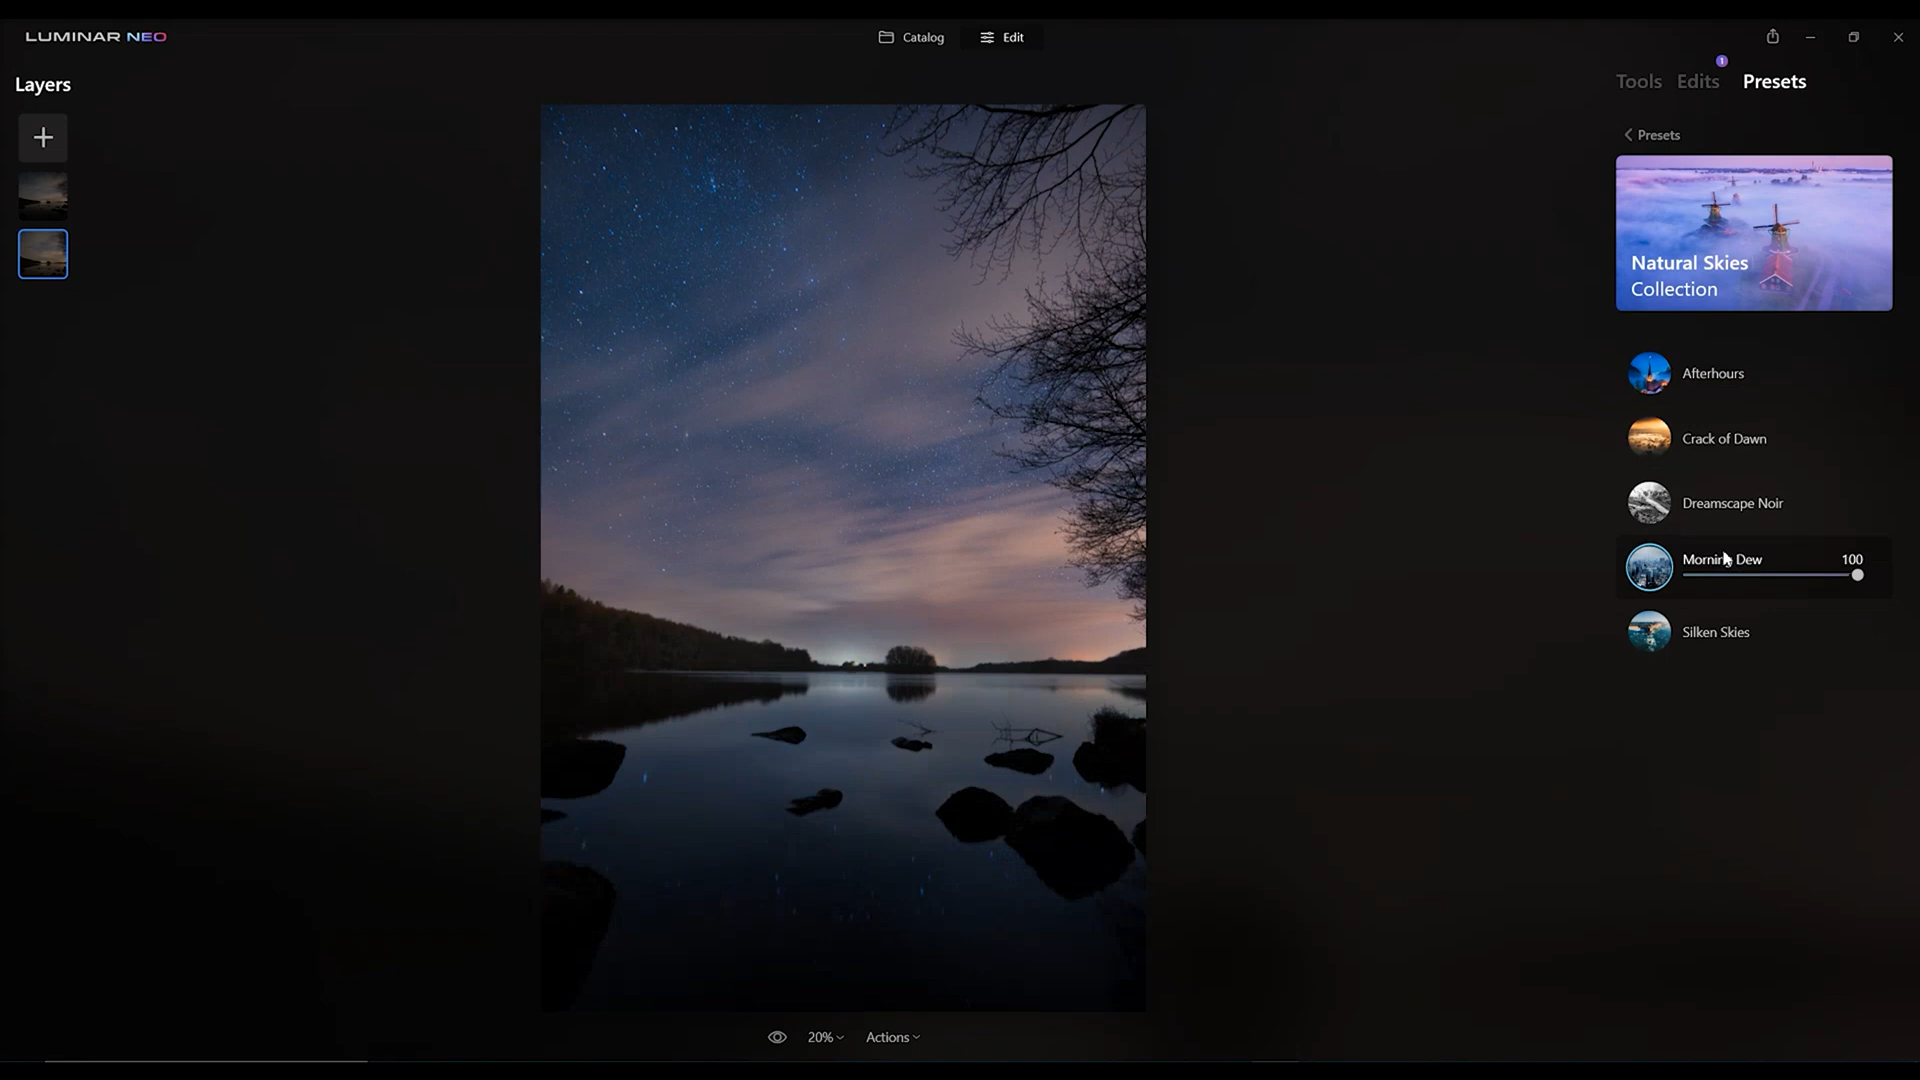 LUMINAR NEO
Catalog
Edit
Layers
1
Tools
Edits
Presets
Presets
Natural Skies
Collection
Afterhours
Crack of Dawn
Dreamscape Noir
Morning Dew
100
Silken Skies
20%
Actions